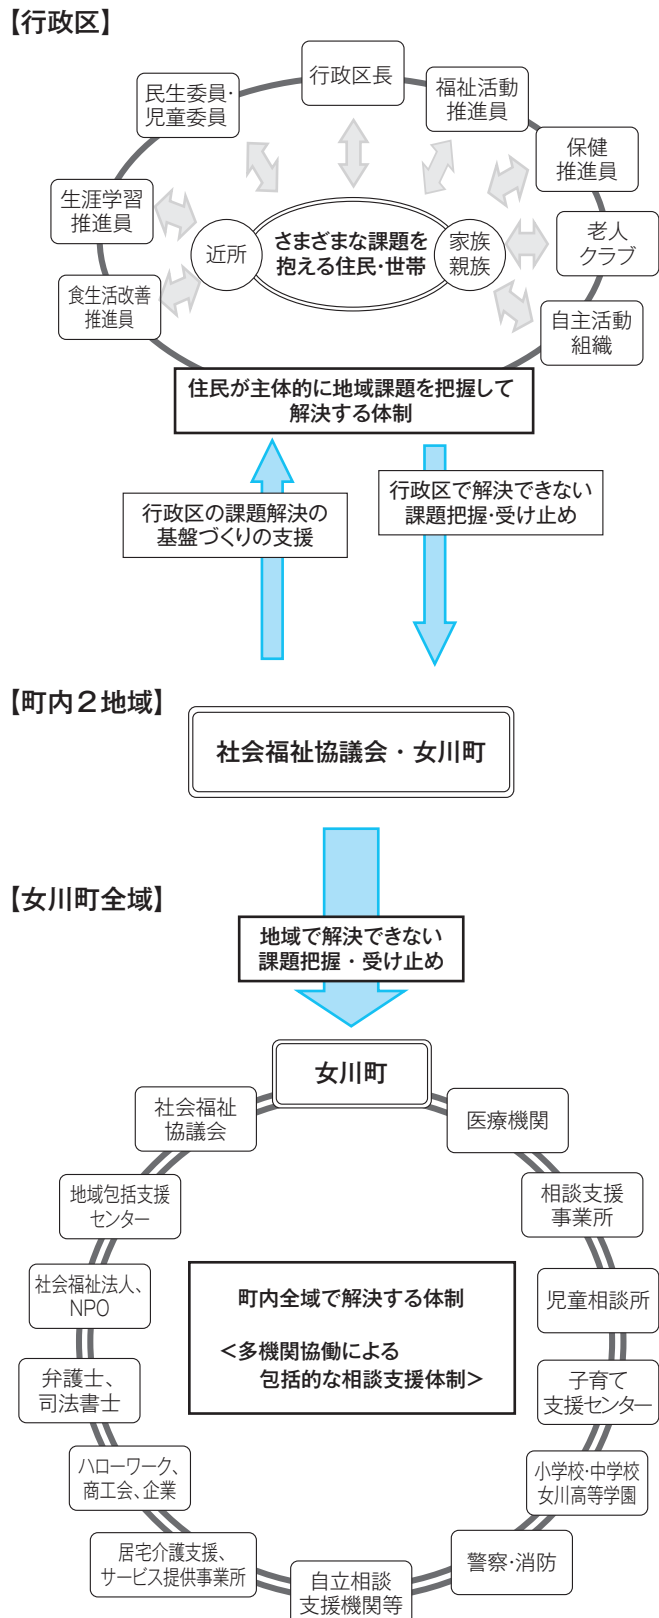 【行政区】
行政区長
民生委員・
児童委員
福祉活動
推進員
保健
推進員
生涯学習
推進員
老人
クラブ
近所
さまざまな課題を
抱える住民・世帯
家族
親族
食生活改善
推進員
自主活動
組織
住民が主体的に地域課題を把握して
解決する体制
行政区の課題解決の
基盤づくりの支援
行政区で解決できない
課題把握・受け止め
【町内２地域】
社会福祉協議会・女川町
【女川町全域】
地域で解決できない
課題把握・受け止め
女川町
社会福祉
協議会
医療機関
地域包括支援
センター
相談支援
事業所
社会福祉法人、
NPO
児童相談所
町内全域で解決する体制
＜多機関協働による
包括的な相談支援体制＞
弁護士、
司法書士
子育て
支援センター
ハローワーク、
商工会、企業
小学校・中学校
女川高等学園
居宅介護支援、
サービス提供事業所
警察・消防
自立相談
支援機関等